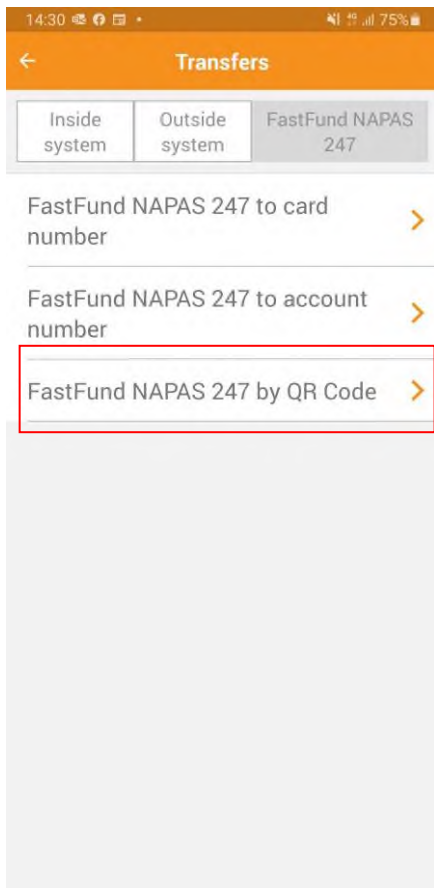 14:30
75%
Transfers
Inside
system
Outside
system
FastFund NAPAS
247
FastFund NAPAS 247 to card
number
FastFund NAPAS 247 to account
number
FastFund NAPAS 247 by QR Code